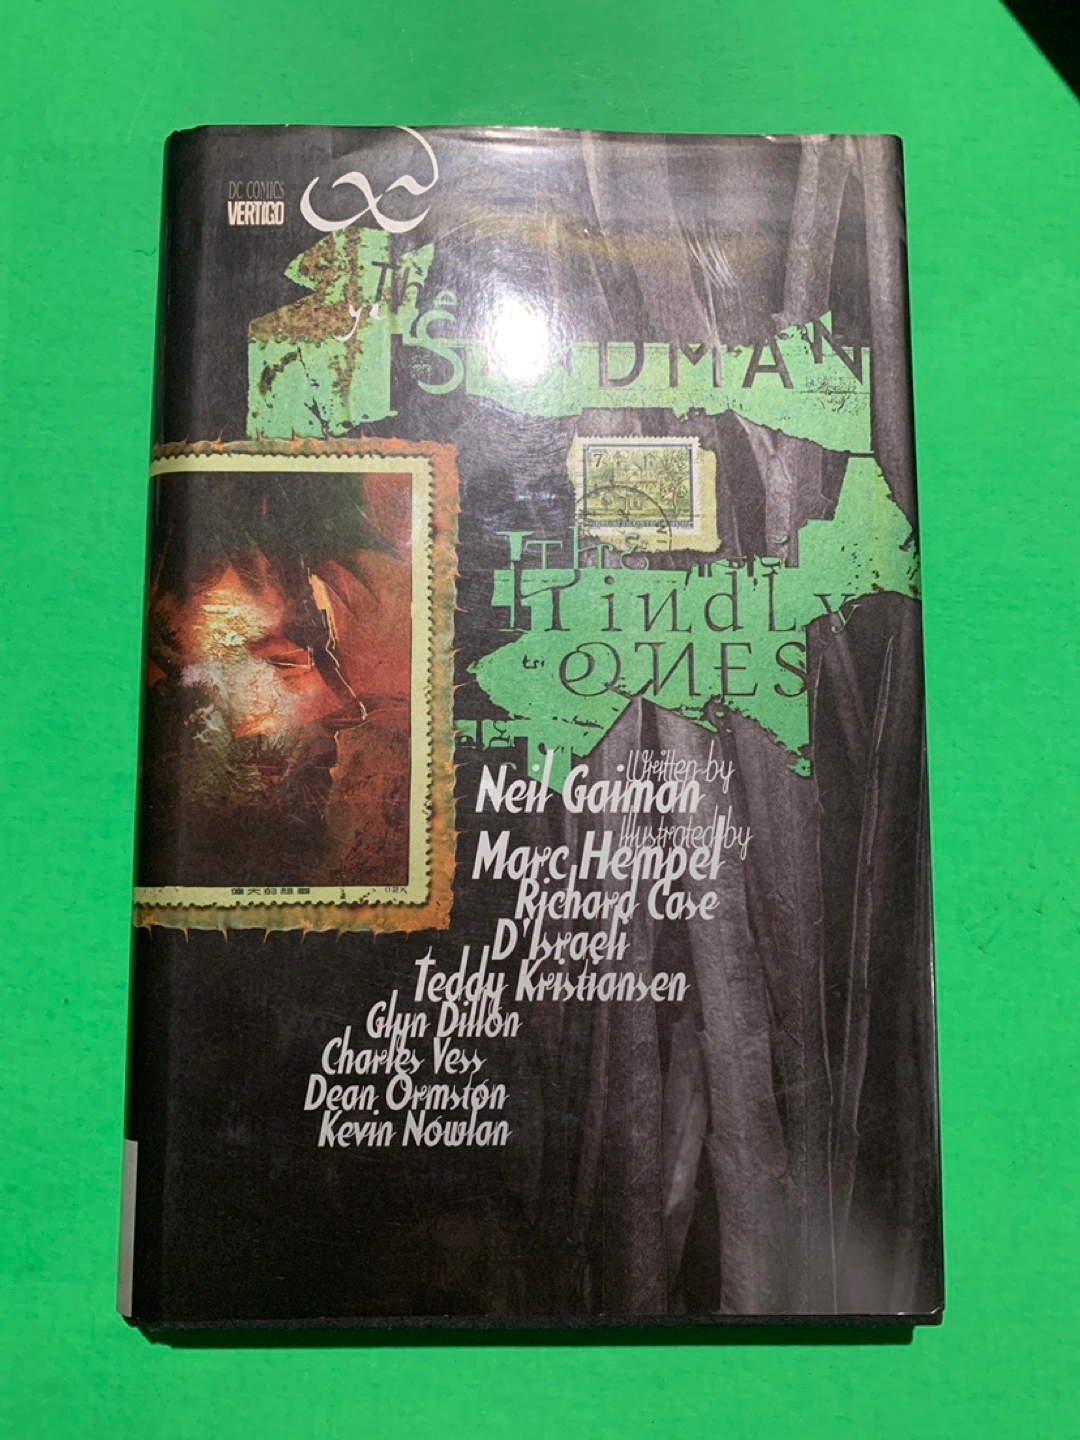 DC COMICS
VERTIGO
The
SANDMAN
7
the
Kindly
ONES
Written by
Neil Gaiman
Illustrated by
Marc Hempel
Richard Case
D'Israeli
Teddy Kristiansen
Glyn Dillon
Charles Vess
Dean Ormston
Kevin Nowlan